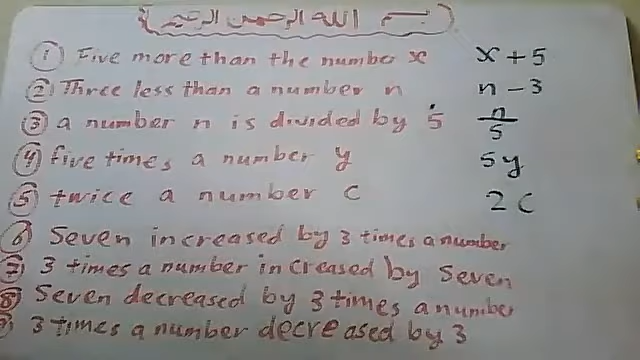 بسم الله الرحمن الرحيم
① Five more than the number x x + 5
② Three less than a number n n - 3
③ a number n is divided by 5 n/5
④ five times a number y 5y
⑤ twice a number c 2c
⑥ Seven increased by 3 times a number
⑦ 3 times a number increased by Seven
⑧ Seven decreased by 3 times a number
3 times a number decreased by 3